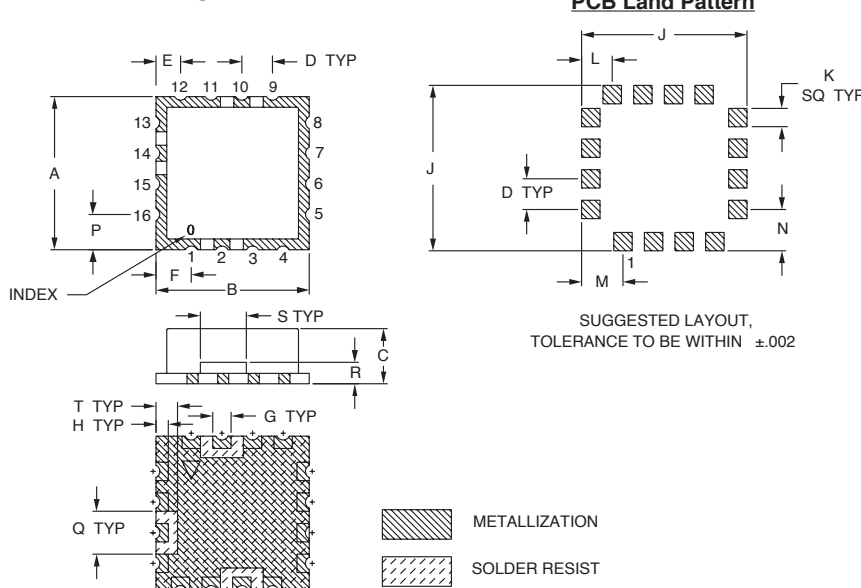 PCB Land Pattern
E
D TYP
12 11 10 9
13
14
15
16
8
7
6
5
A
P
0
1 2 3 4
F
B
INDEX
J
L
K
SQ TYP
J
D TYP
N
1
M
SUGGESTED LAYOUT,
TOLERANCE TO BE WITHIN ±.002
S TYP
C
R
T TYP
H TYP
G TYP
Q TYP
METALLIZATION
SOLDER RESIST